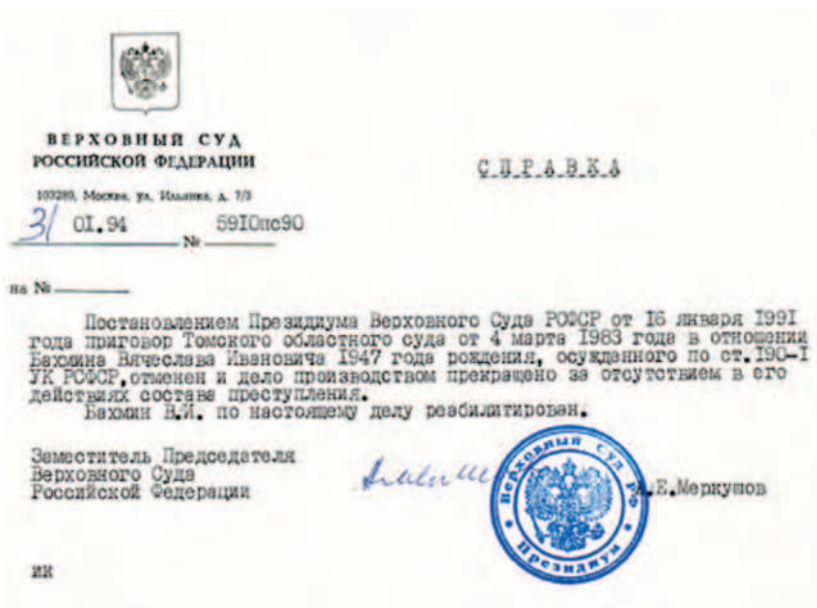 ВЕРХОВНЫЙ СУД
РОССИЙСКОЙ ФЕДЕРАЦИИ
103289, Москва, ул. Ильинка, д. 7/3
31 01.94 № 5910пс90
на №
СПРАВКА
Постановлением Президиума Верховного Суда РСФСР от 16 января 1991
года приговор Томского областного суда от 4 марта 1983 года в отношении
Бахмина Вячеслава Ивановича 1947 года рождения, осужденного по ст.190-1
УК РСФСР,отменен и дело производством прекращено за отсутствием в его
действиях состава преступления.
Бахмин В.И. по настоящему делу реабилитирован.
Заместитель Председателя
Верховного Суда
Российской Федерации
А.Е.Меркушов
Верховный Суд РФ
Президиум
ИК